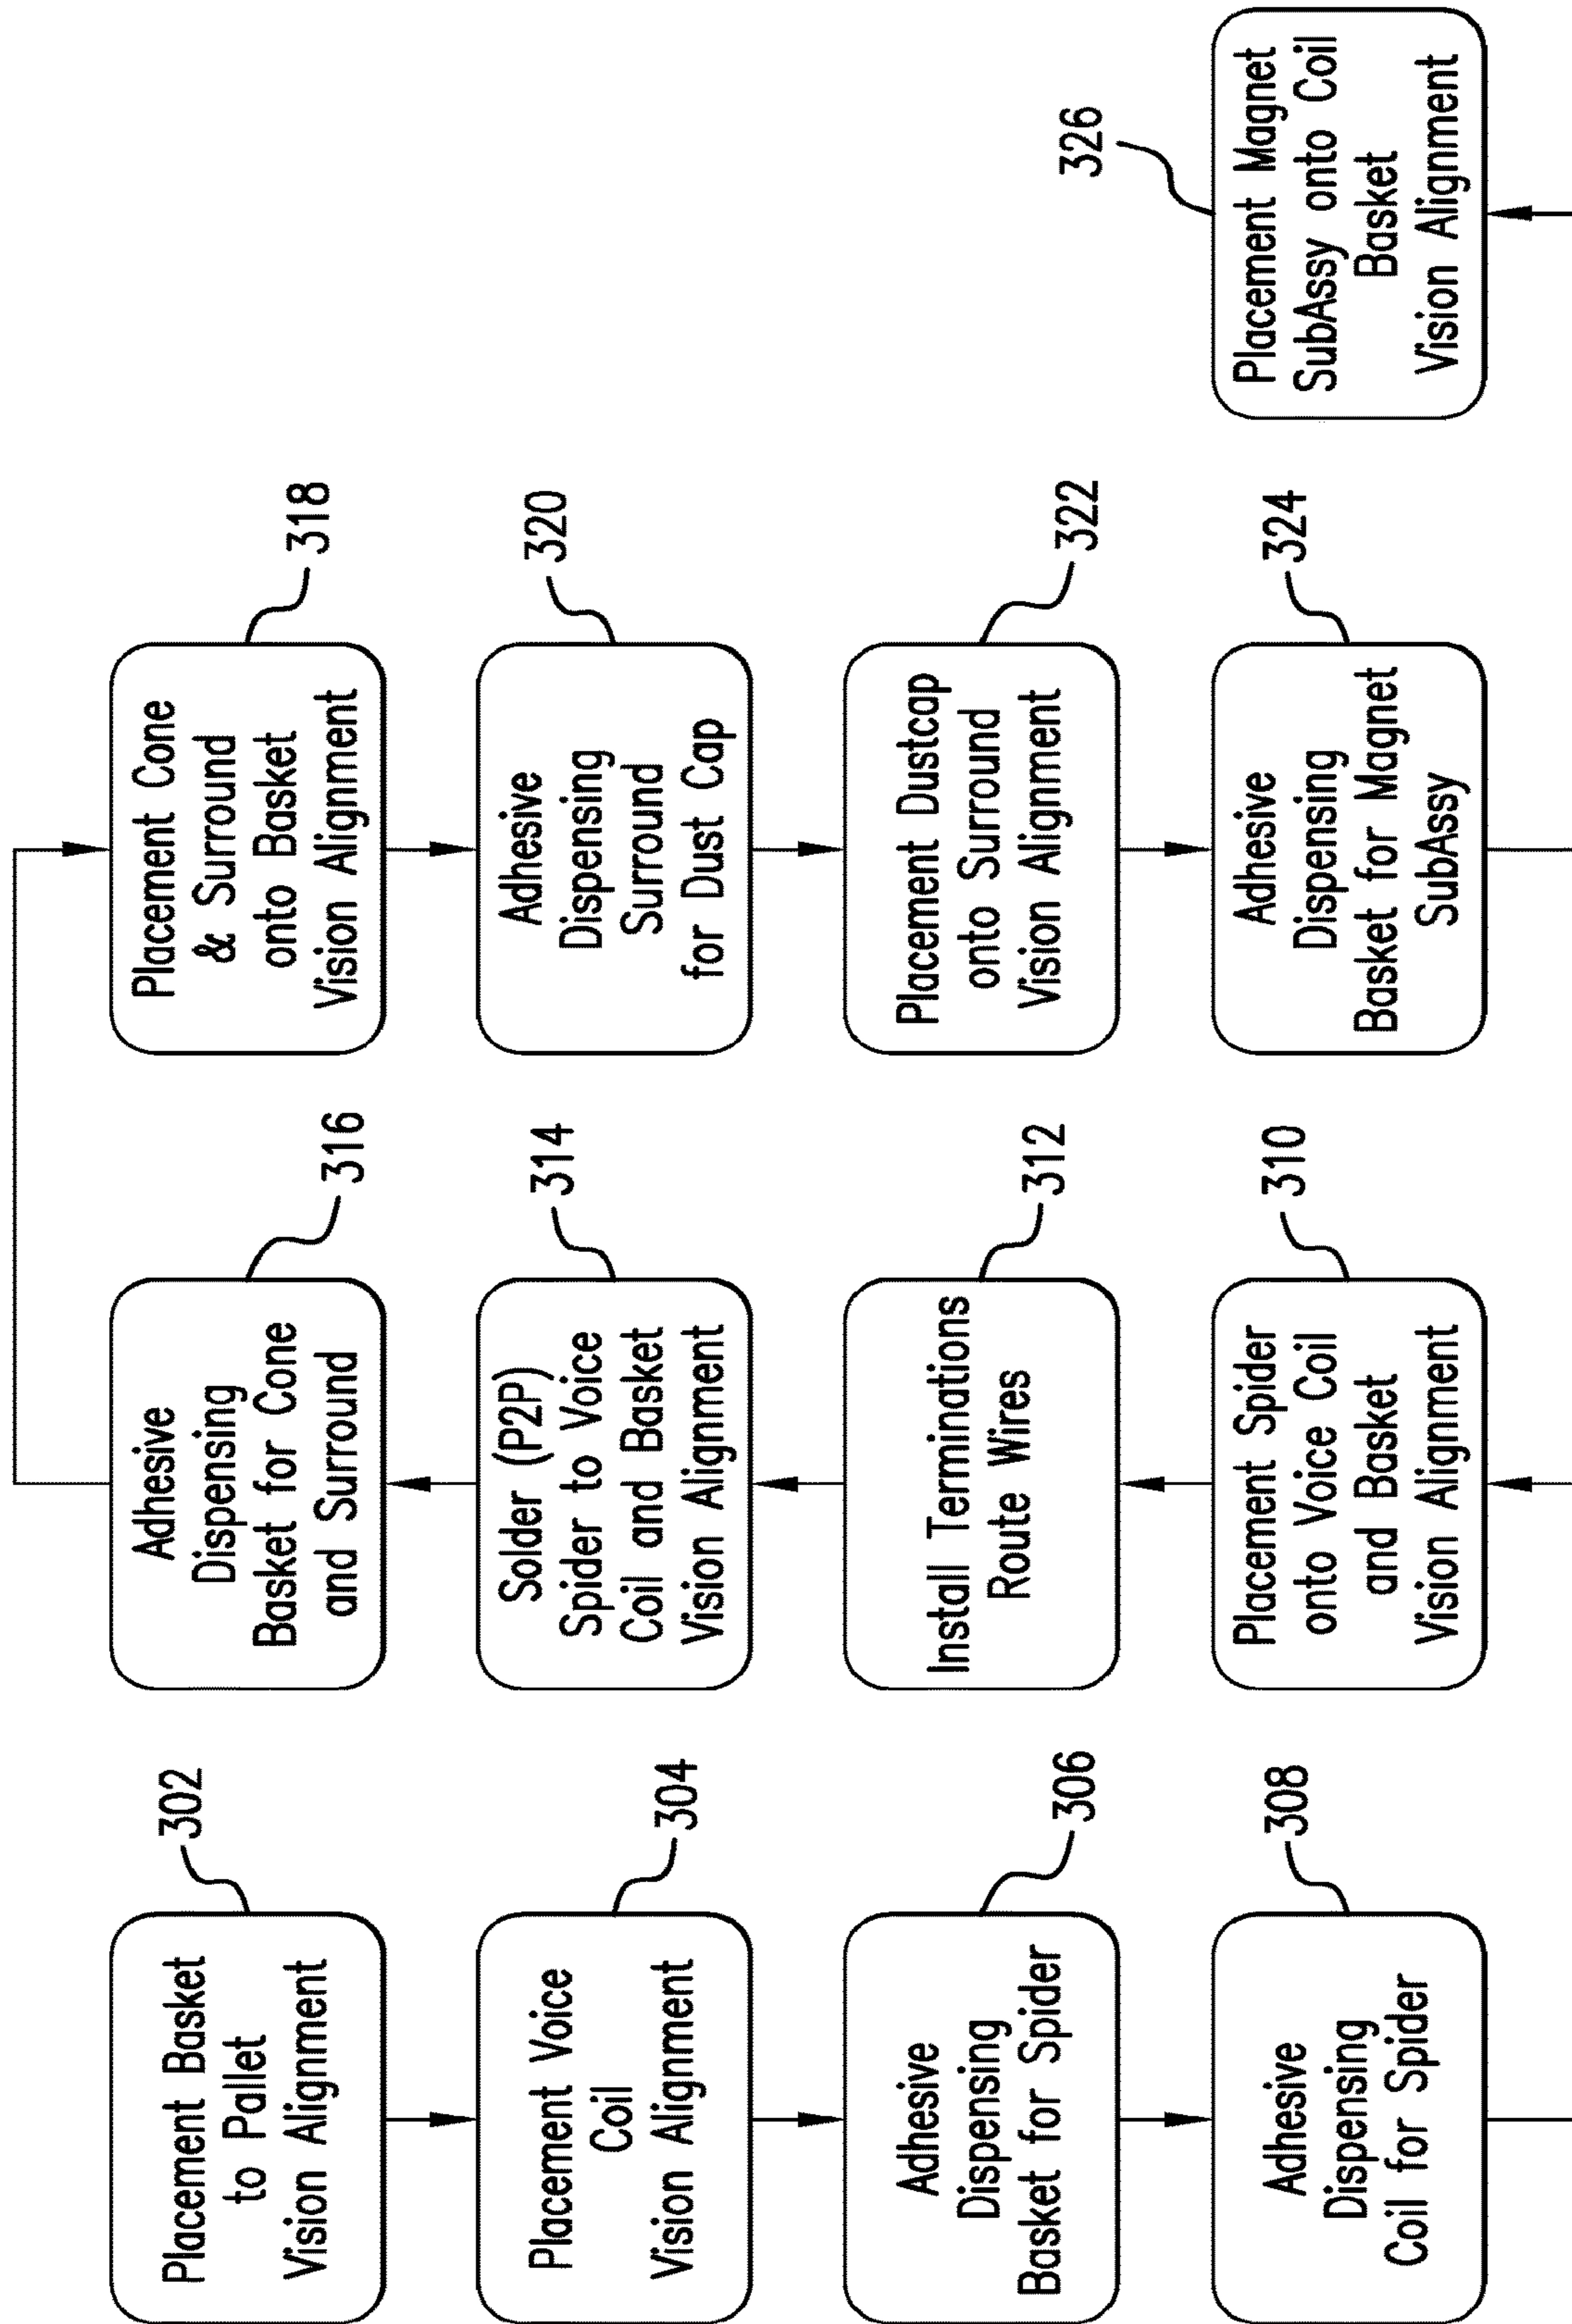 302
Placement Basket
to Pallet
Vision Alignment
304
Placement Voice
Coil
Vision Alignment
306
Adhesive
Dispensing
Basket for Spider
308
Adhesive
Dispensing
Coil for Spider
310
Placement Spider
onto Voice Coil
and Basket
Vision Alignment
312
Install Terminations
Route Wires
314
Solder (P2P)
Spider to Voice
Coil and Basket
Vision Alignment
316
Adhesive
Dispensing
Basket for Cone
and Surround
318
Placement Cone
& Surround
onto Basket
Vision Alignment
320
Adhesive
Dispensing
Surround
for Dust Cap
322
Placement Dustcap
onto Surround
Vision Alignment
324
Adhesive
Dispensing
Basket for Magnet
SubAssy
326
Placement Magnet
SubAssy onto Coil
Basket
Vision Alignment